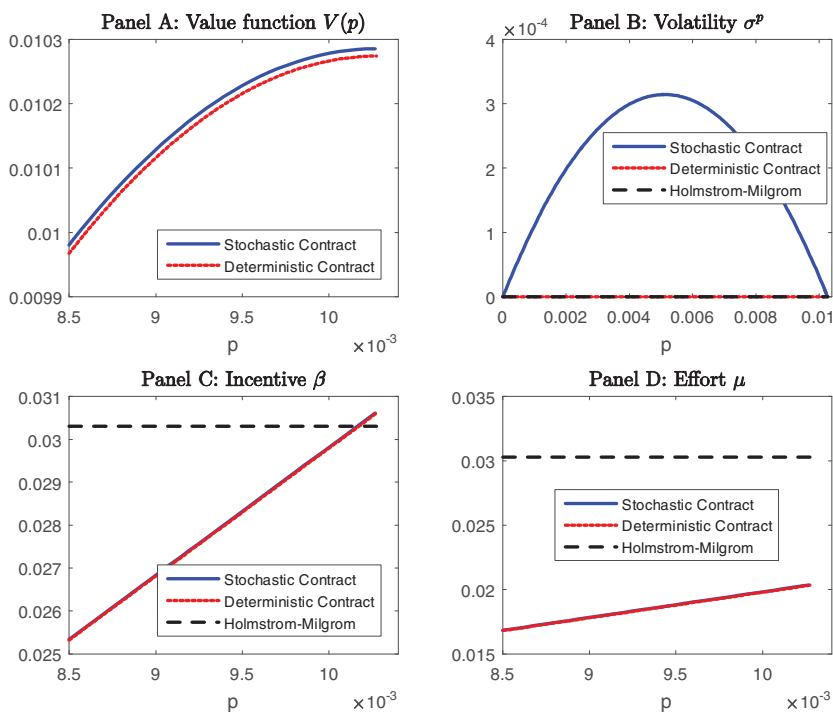 Panel A: Value function V(p)
0.0103
0.0102
0.0101
0.01
0.0099
8.5
9
9.5
10
×10⁻³
p
Stochastic Contract
Deterministic Contract
Panel B: Volatility σᵖ
×10⁻⁴
4
3
2
1
0
0
0.002
0.004
0.006
0.008
0.01
p
Stochastic Contract
Deterministic Contract
Holmstrom-Milgrom
Panel C: Incentive β
0.031
0.03
0.029
0.028
0.027
0.026
0.025
8.5
9
9.5
10
×10⁻³
p
Stochastic Contract
Deterministic Contract
Holmstrom-Milgrom
Panel D: Effort μ
0.035
0.03
0.025
0.02
0.015
8.5
9
9.5
10
×10⁻³
p
Stochastic Contract
Deterministic Contract
Holmstrom-Milgrom